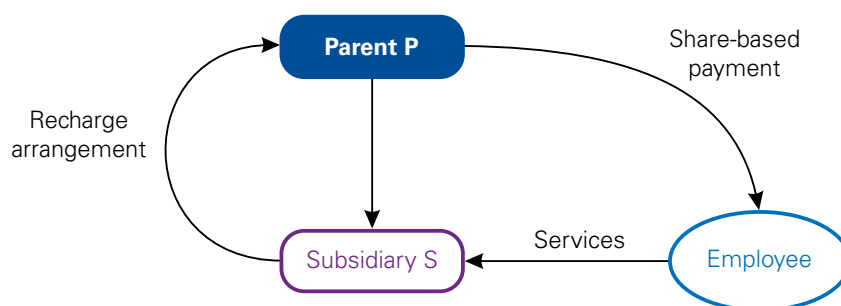 Parent P
Share-based
payment
Recharge
arrangement
Services
Subsidiary S
Employee